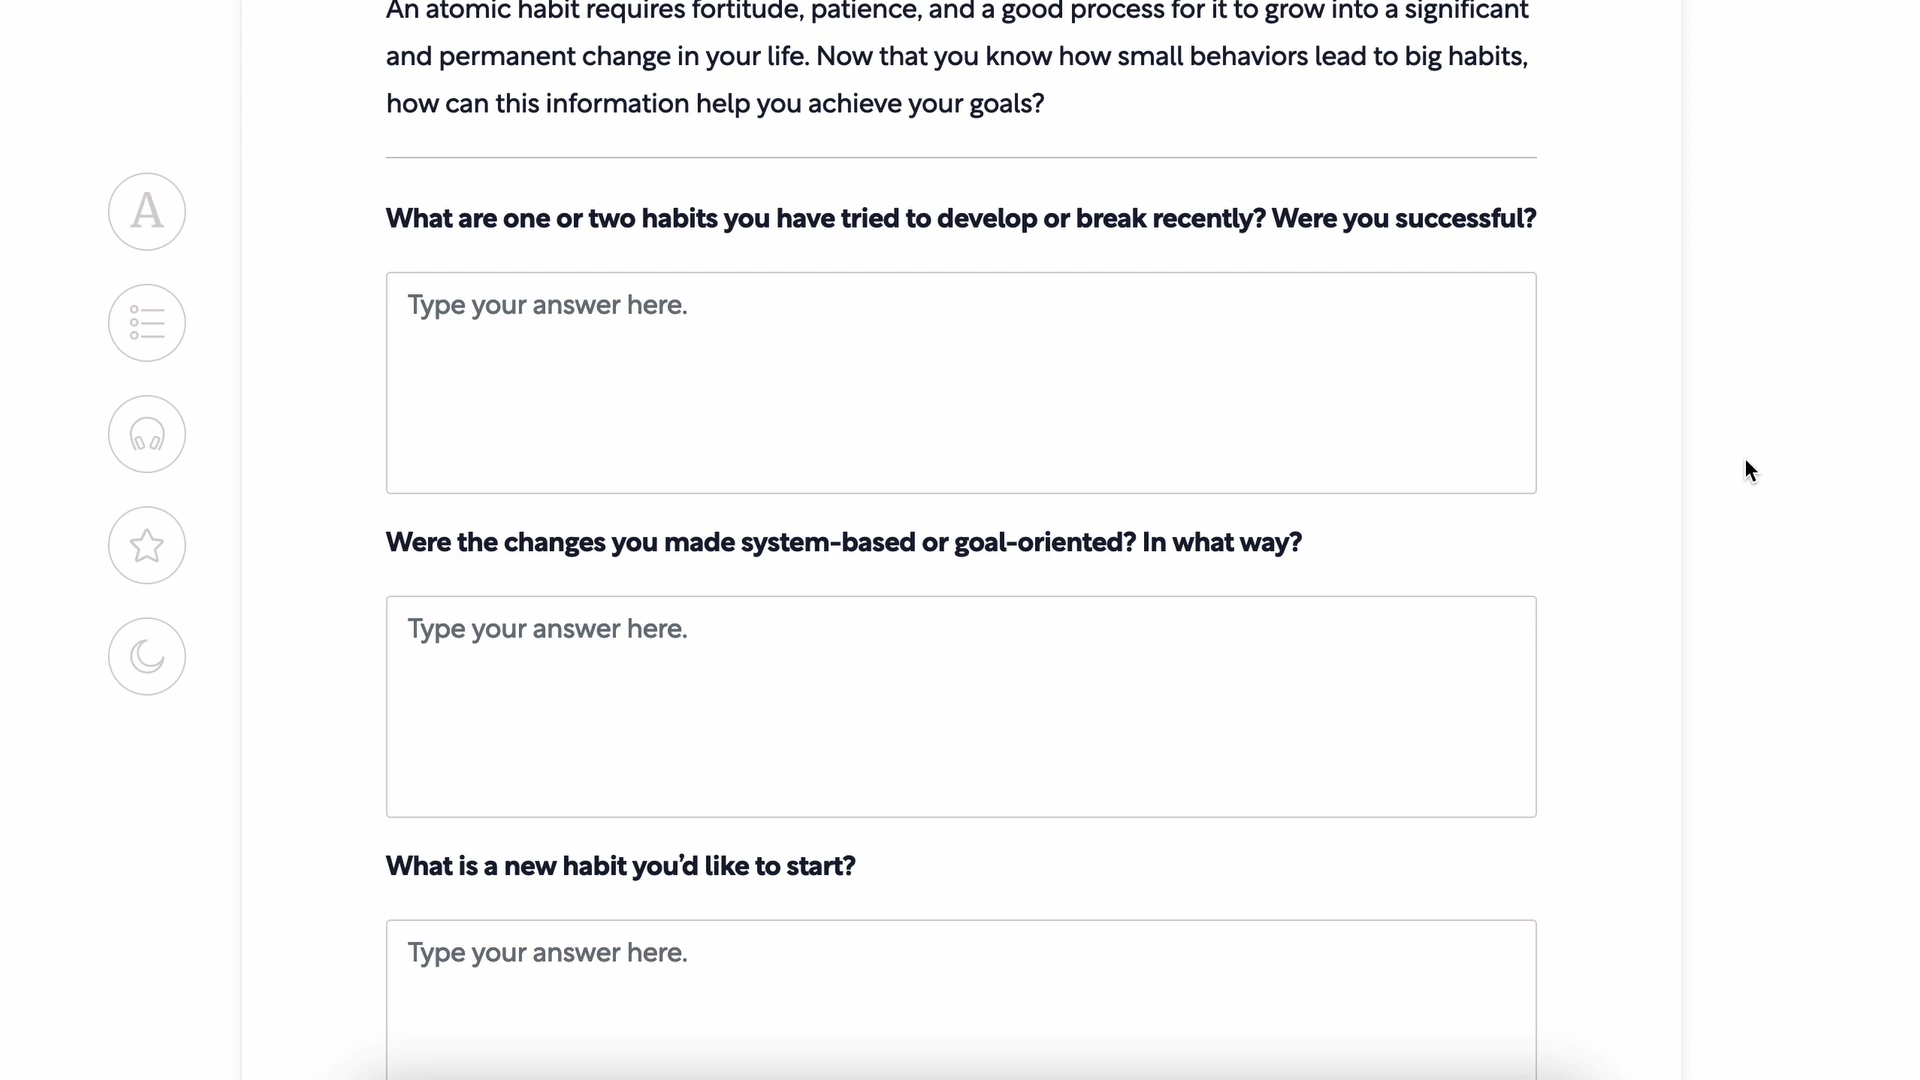 An atomic habit requires fortitude, patience, and a good process for it to grow into a significant
and permanent change in your life. Now that you know how small behaviors lead to big habits,
how can this information help you achieve your goals?
A
What are one or two habits you have tried to develop or break recently? Were you successful?
Type your answer here.
Were the changes you made system-based or goal-oriented? In what way?
Type your answer here.
What is a new habit you’d like to start?
Type your answer here.